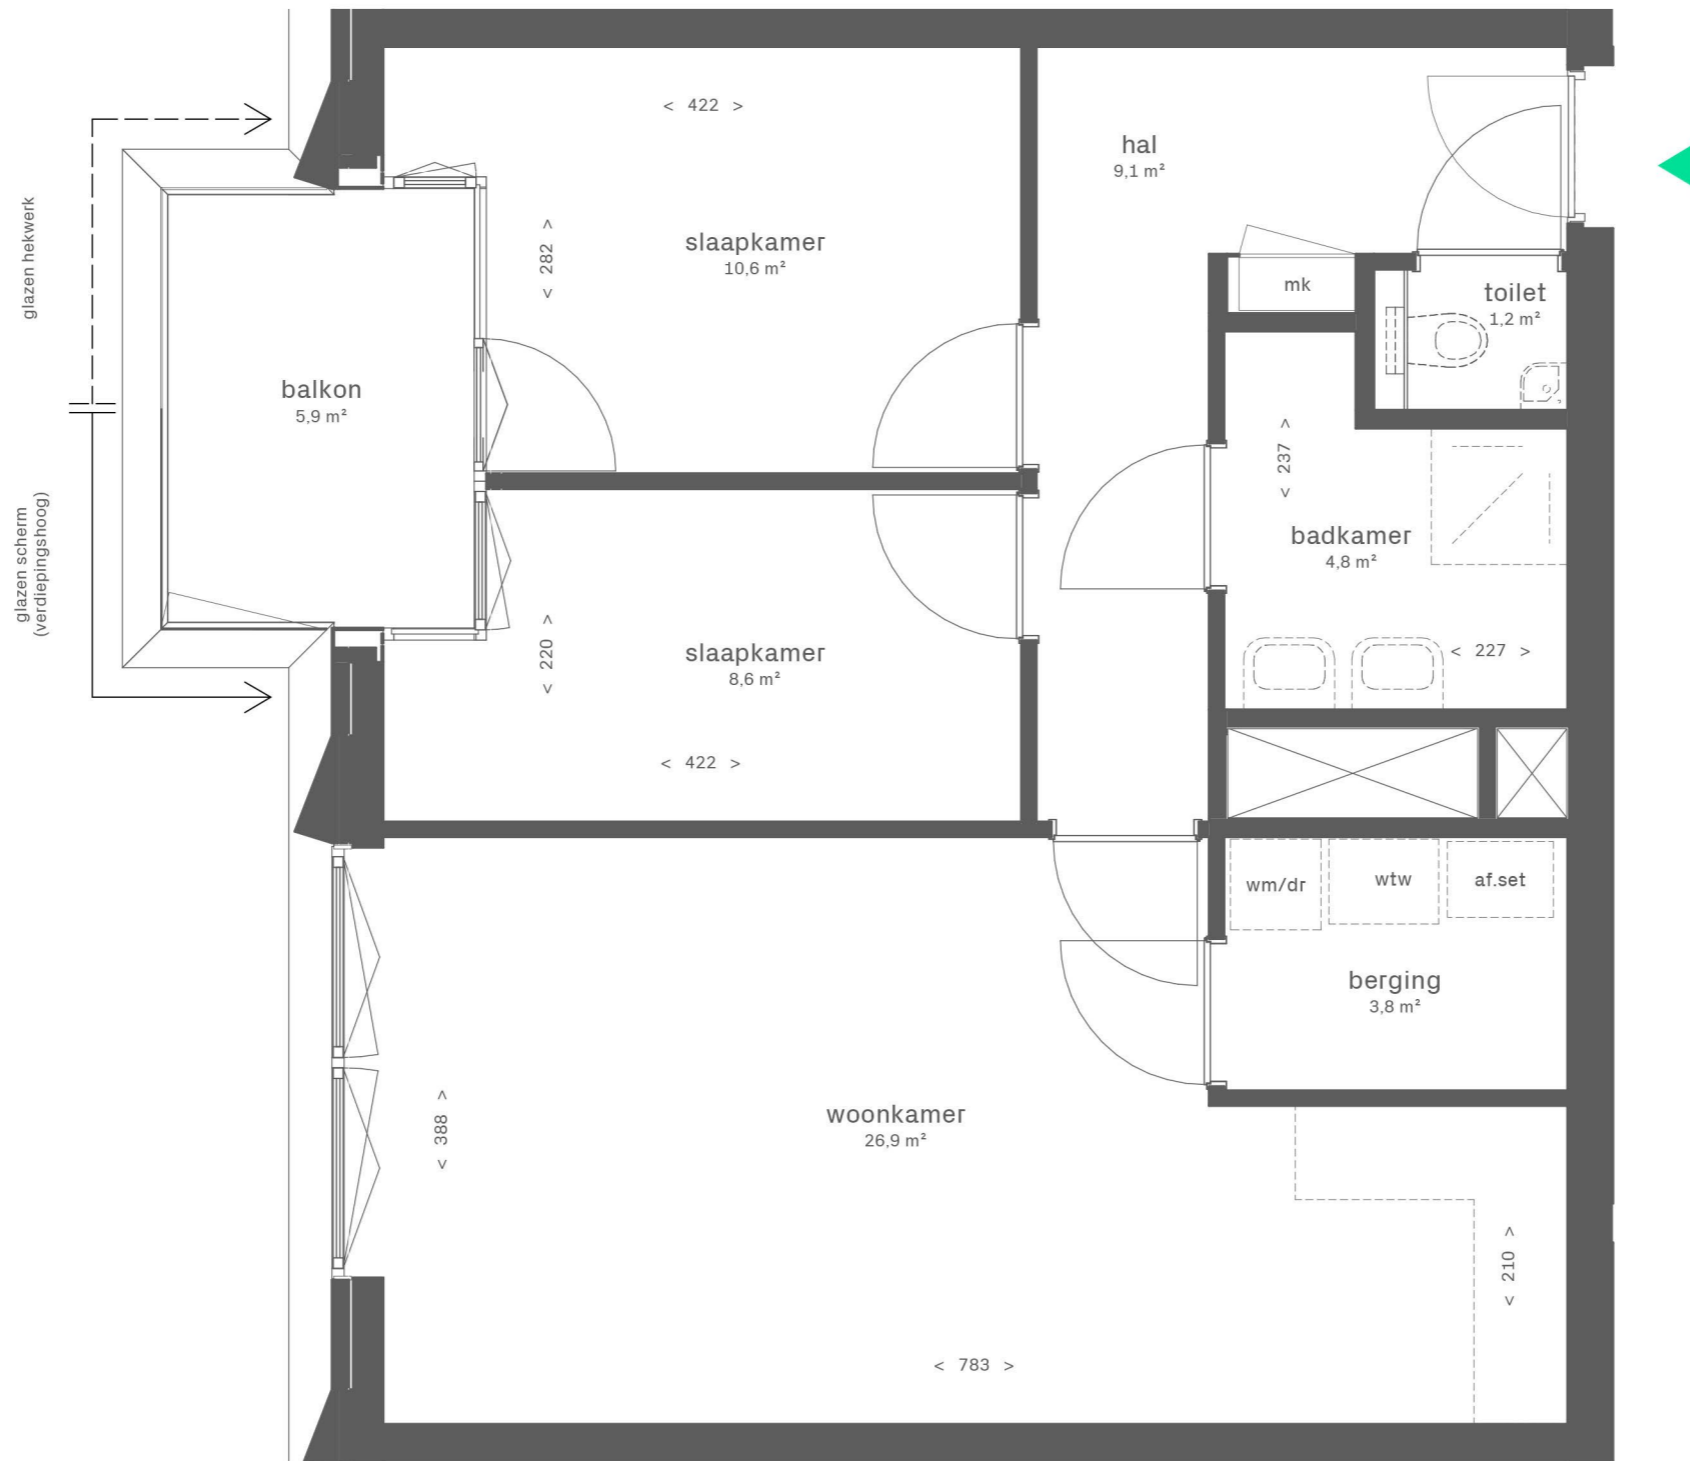 < 422 >
hal
9,1 m²
glazen hekwerk
< 282 >
slaapkamer
10,6 m²
mk
toilet
1,2 m²
balkon
5,9 m²
< 237 >
badkamer
4,8 m²
glazen scherm
(verdiepingshoog)
< 220 >
slaapkamer
8,6 m²
< 227 >
< 422 >
wm/dr
wtw
af.set
berging
3,8 m²
< 388 >
woonkamer
26,9 m²
< 210 >
< 783 >